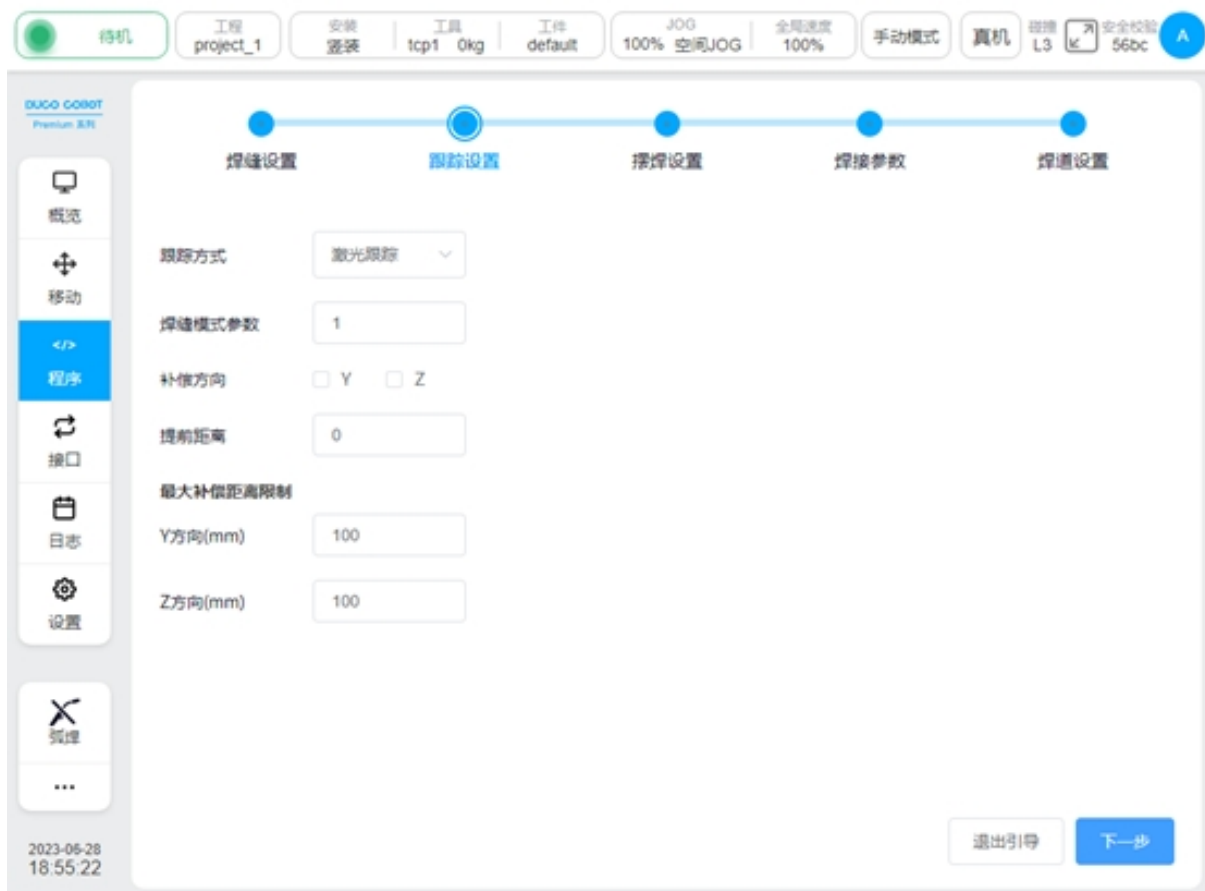 待机
工程
project_1
安装 工具 工件
竖装 tcp1 0kg default
JOG 全局速度
100% 空间JOG 100%
手动模式
真机
碰撞
L3
安全校验
56bc
A
DUCO COBOT
Premium 系列
概览
移动
</>
程序
接口
日志
设置
弧焊
...
2023-06-28
18:55:22
焊缝设置 跟踪设置 摆焊设置 焊接参数 焊道设置
跟踪方式 激光跟踪
焊缝模式参数 1
补偿方向 Y Z
提前距离 0
最大补偿距离限制
Y方向(mm) 100
Z方向(mm) 100
退出引导 下一步